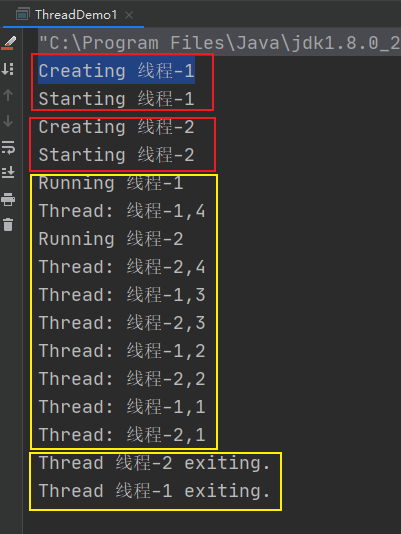 ThreadDemo1
"C:\Program Files\Java\jdk1.8.0_2
Creating 线程-1
Starting 线程-1
Creating 线程-2
Starting 线程-2
Running 线程-1
Thread: 线程-1,4
Running 线程-2
Thread: 线程-2,4
Thread: 线程-1,3
Thread: 线程-2,3
Thread: 线程-1,2
Thread: 线程-2,2
Thread: 线程-1,1
Thread: 线程-2,1
Thread 线程-2 exiting.
Thread 线程-1 exiting.